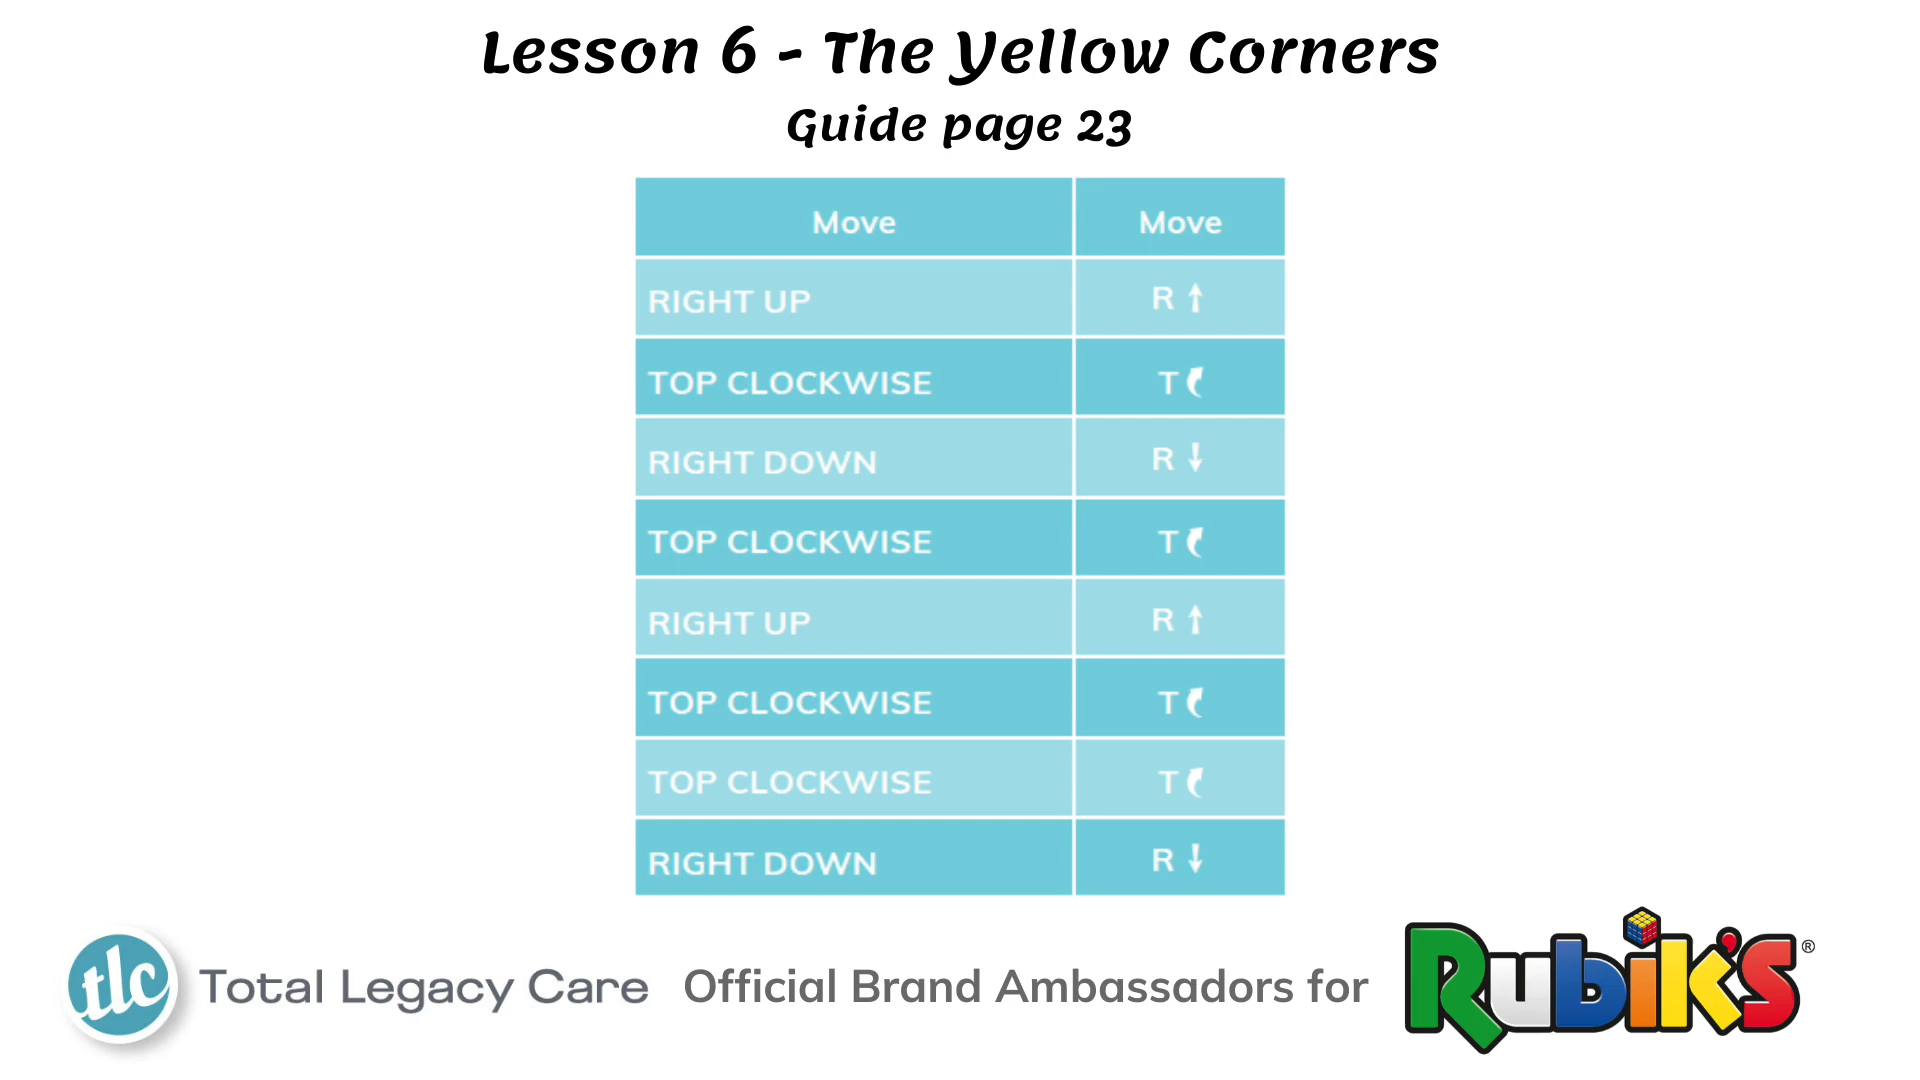 Lesson 6 - The Yellow Corners
Guide page 23
Move Move
RIGHT UP R ↑
TOP CLOCKWISE T
RIGHT DOWN R ↓
TOP CLOCKWISE T
RIGHT UP R ↑
TOP CLOCKWISE T
TOP CLOCKWISE T
RIGHT DOWN R ↓
tlc Total Legacy Care Official Brand Ambassadors for Rubik's ®